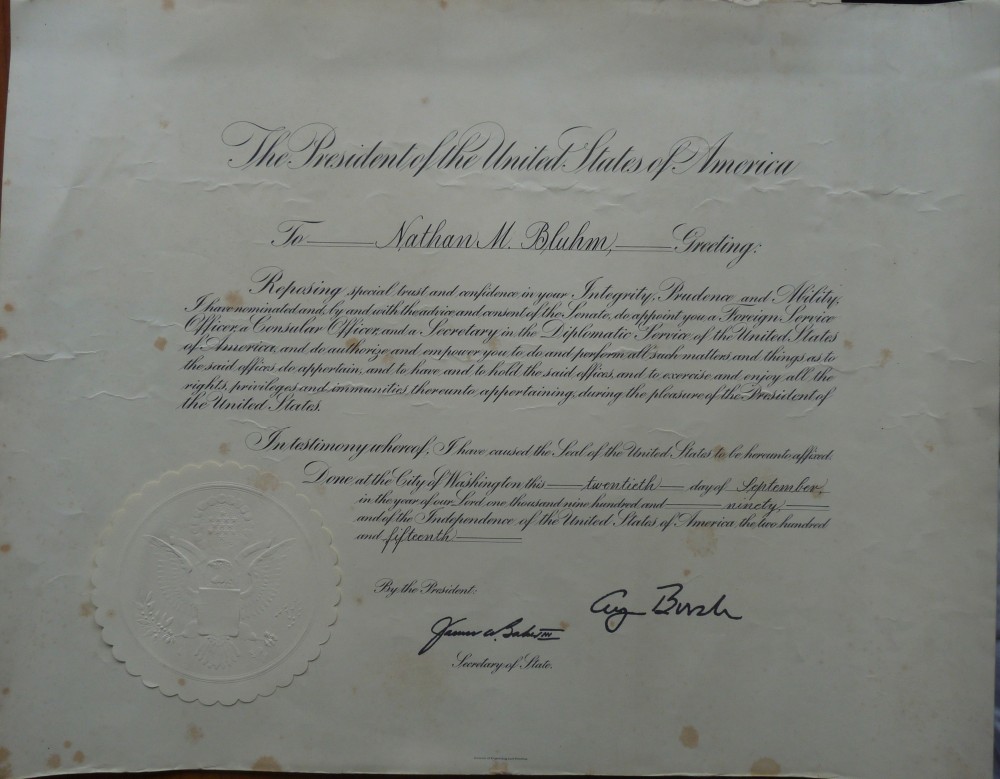 The President of the United States of America
To Nathan M. Bluhm, Greeting:
Reposing special trust and confidence in your Integrity, Prudence and Ability,
I have nominated and, by and with the advice and consent of the Senate, do appoint you a Foreign Service
Officer, a Consular Officer, and a Secretary in the Diplomatic Service of the United States
of America, and do authorize and empower you to do and perform all such matters and things as to
the said offices do appertain, and to have and to hold the said offices, and to exercise and enjoy all the
rights, privileges and immunities thereunto appertaining, during the pleasure of the President of
the United States.
In testimony whereof, I have caused the Seal of the United States to be hereunto affixed.
Done at the City of Washington this twentieth day of September,
in the year of our Lord one thousand nine hundred and ninety,
and of the Independence of the United States of America the two hundred
and fifteenth
By the President:
Bush
James A. Baker III
Secretary of State.